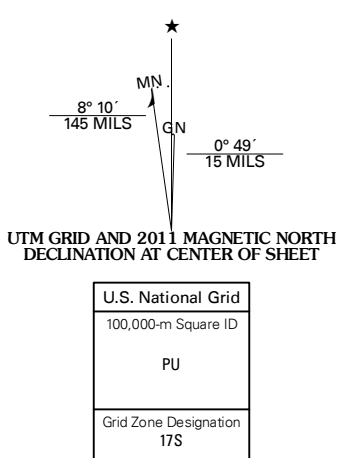 ★
MN
8° 10´
145 MILS
GN
0° 49´
15 MILS
UTM GRID AND 2011 MAGNETIC NORTH
DECLINATION AT CENTER OF SHEET
U.S. National Grid
100,000-m Square ID
PU
Grid Zone Designation
17S